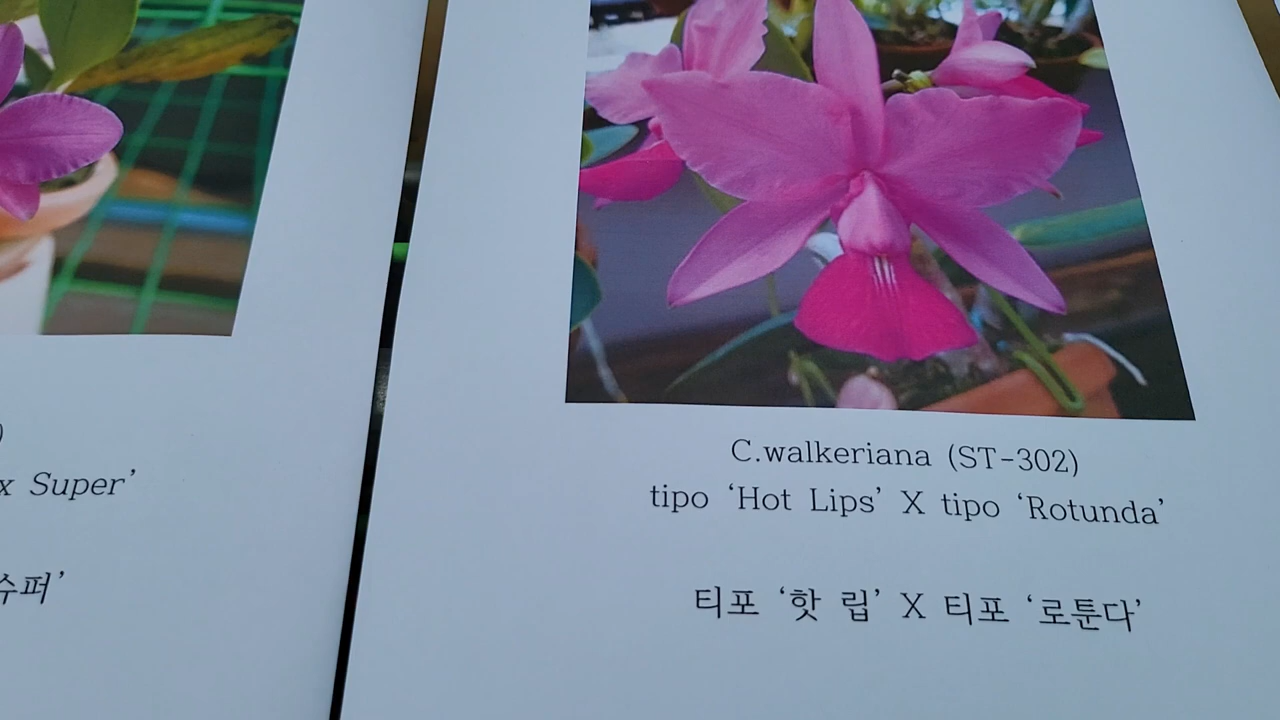 )
x Super’
수퍼’
C.walkeriana (ST-302)
tipo ‘Hot Lips’ X tipo ‘Rotunda’
티포 ‘핫 립’ X 티포 ‘로툰다’